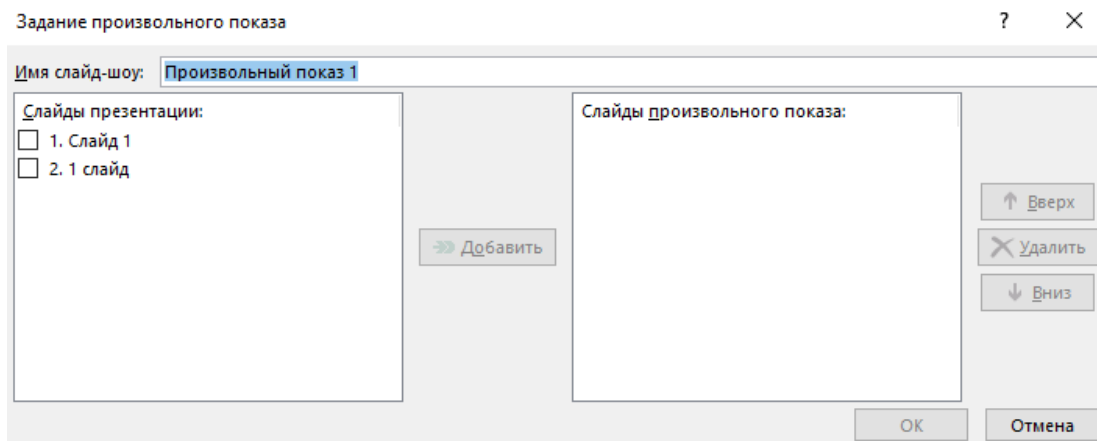 Задание произвольного показа ?
Имя слайд-шоу: Произвольный показ 1
Слайды презентации:
1. Слайд 1
2. 1 слайд
Добавить
Слайды произвольного показа:
Вверх
Удалить
Вниз
ОК Отмена